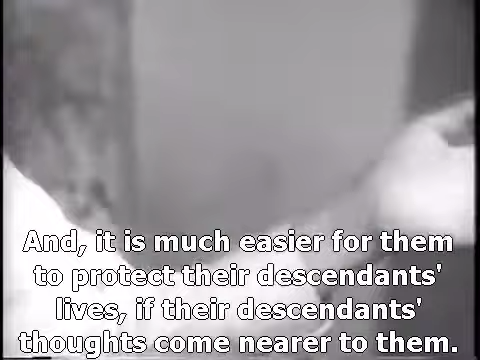 And, it is much easier for them
to protect their descendants'
lives, if their descendants'
thoughts come nearer to them.